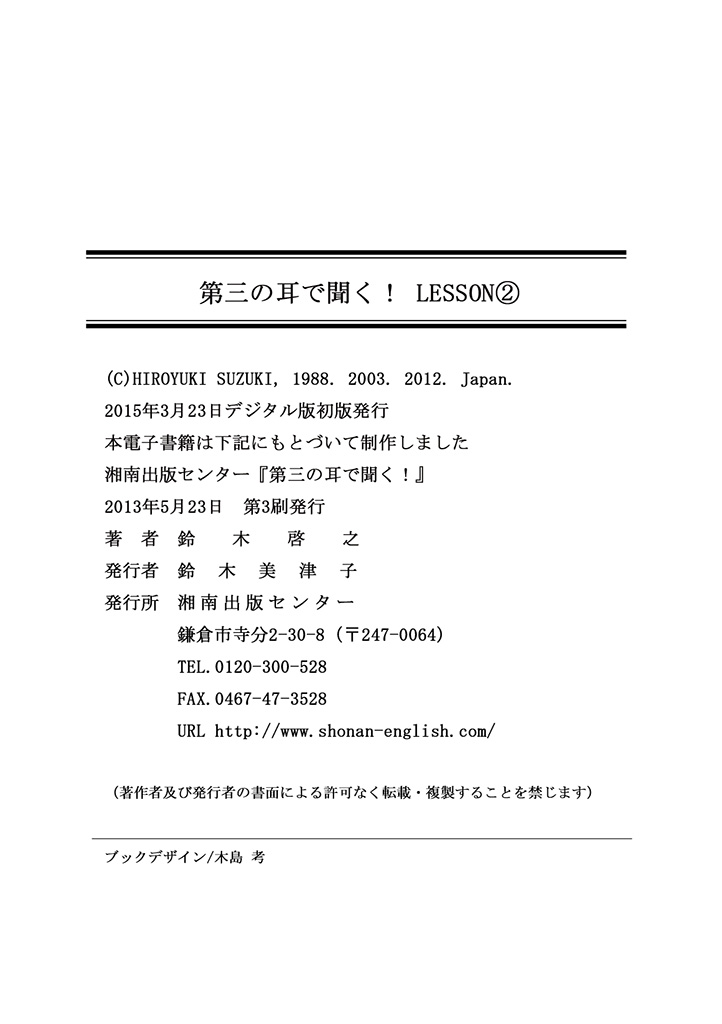 第三の耳で聞く！ LESSON②
(C)HIROYUKI SUZUKI, 1988. 2003. 2012. Japan.
2015年3月23日デジタル版初版発行
本電子書籍は下記にもとづいて制作しました
湘南出版センター『第三の耳で聞く！』
2013年5月23日　第3刷発行
著　者　鈴　木　啓　之
発行者　鈴　木　美　津　子
発行所　湘南出版センター
鎌倉市寺分2-30-8（〒247-0064）
TEL.0120-300-528
FAX.0467-47-3528
URL http://www.shonan-english.com/
（著作者及び発行者の書面による許可なく転載・複製することを禁じます）
ブックデザイン/木島 考